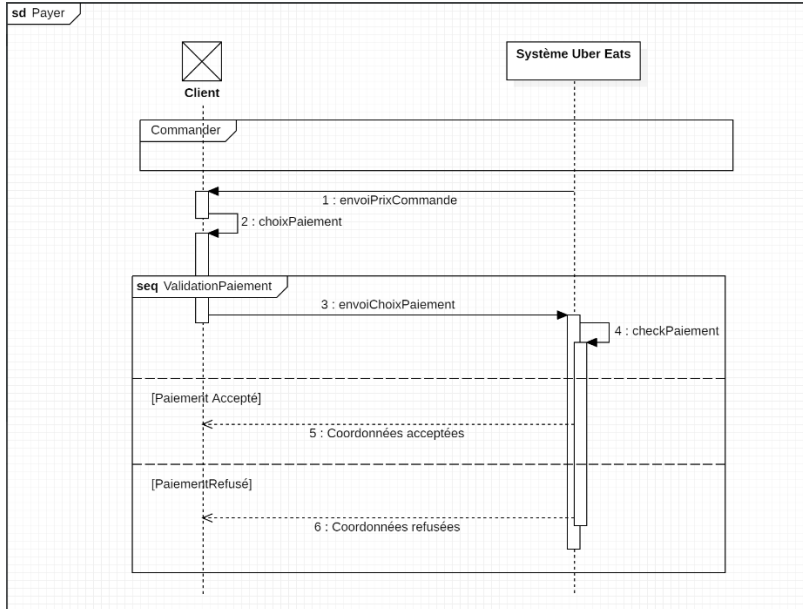 sd Payer
Système Uber Eats
Client
Commander
1 : envoiPrixCommande
2 : choixPaiement
seq ValidationPaiement
3 : envoiChoixPaiement
4 : checkPaiement
[Paiement Accepté]
5 : Coordonnées acceptées
[PaiementRefusé]
6 : Coordonnées refusées